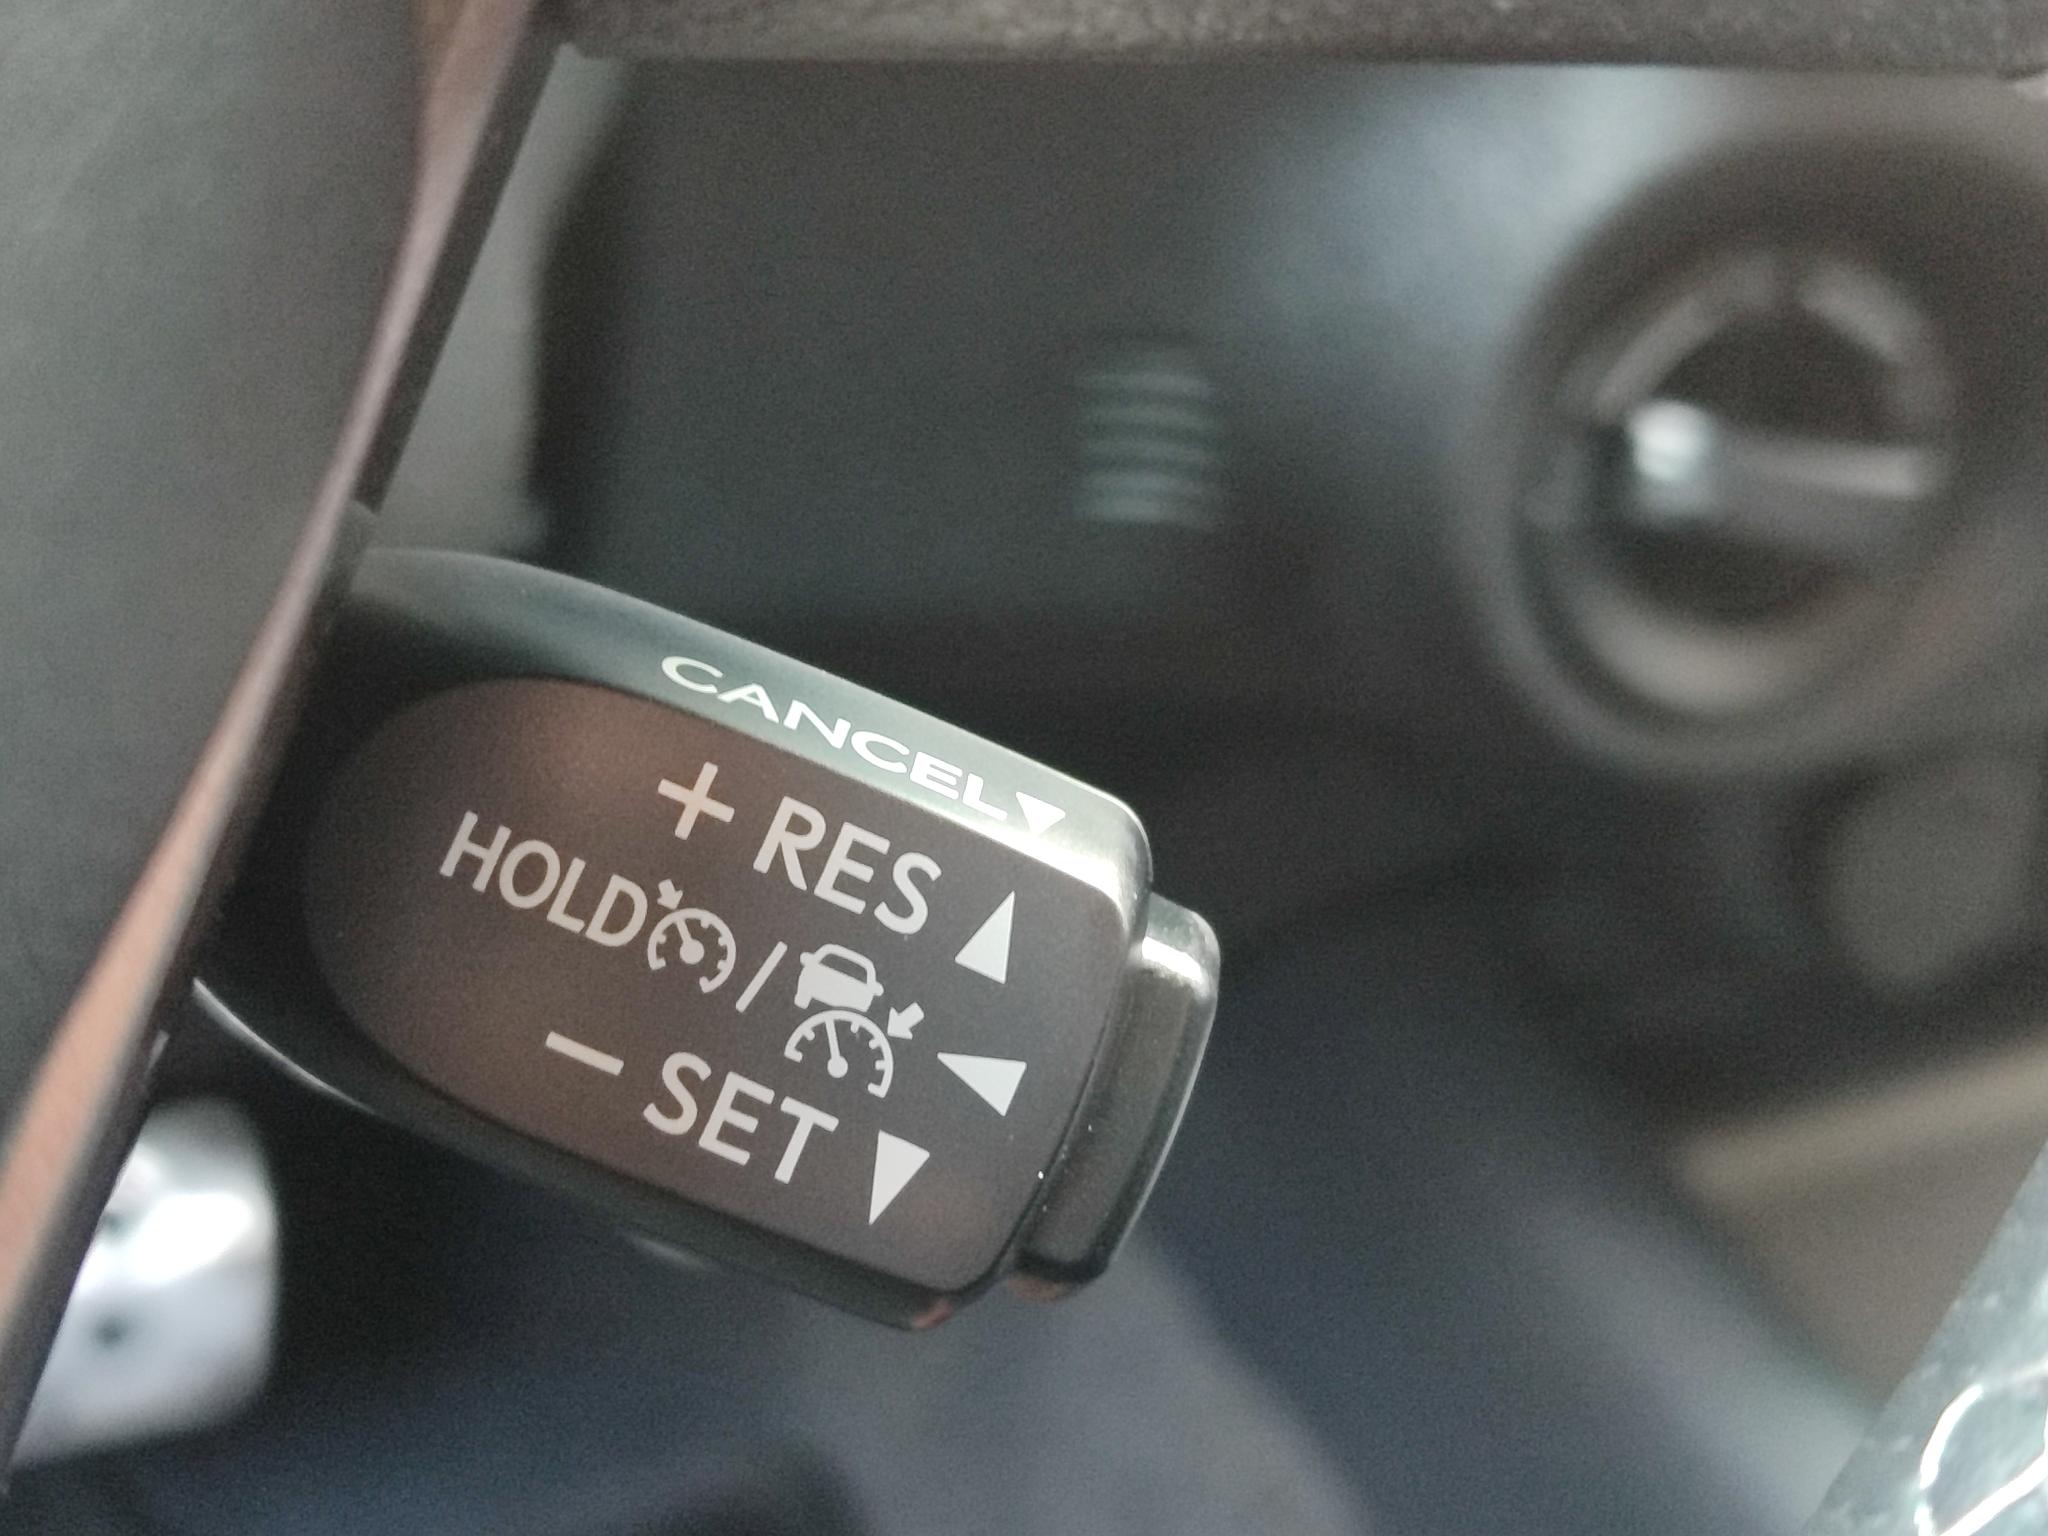 CANCEL▼
+ RES ▲
HOLD /
− SET ▼